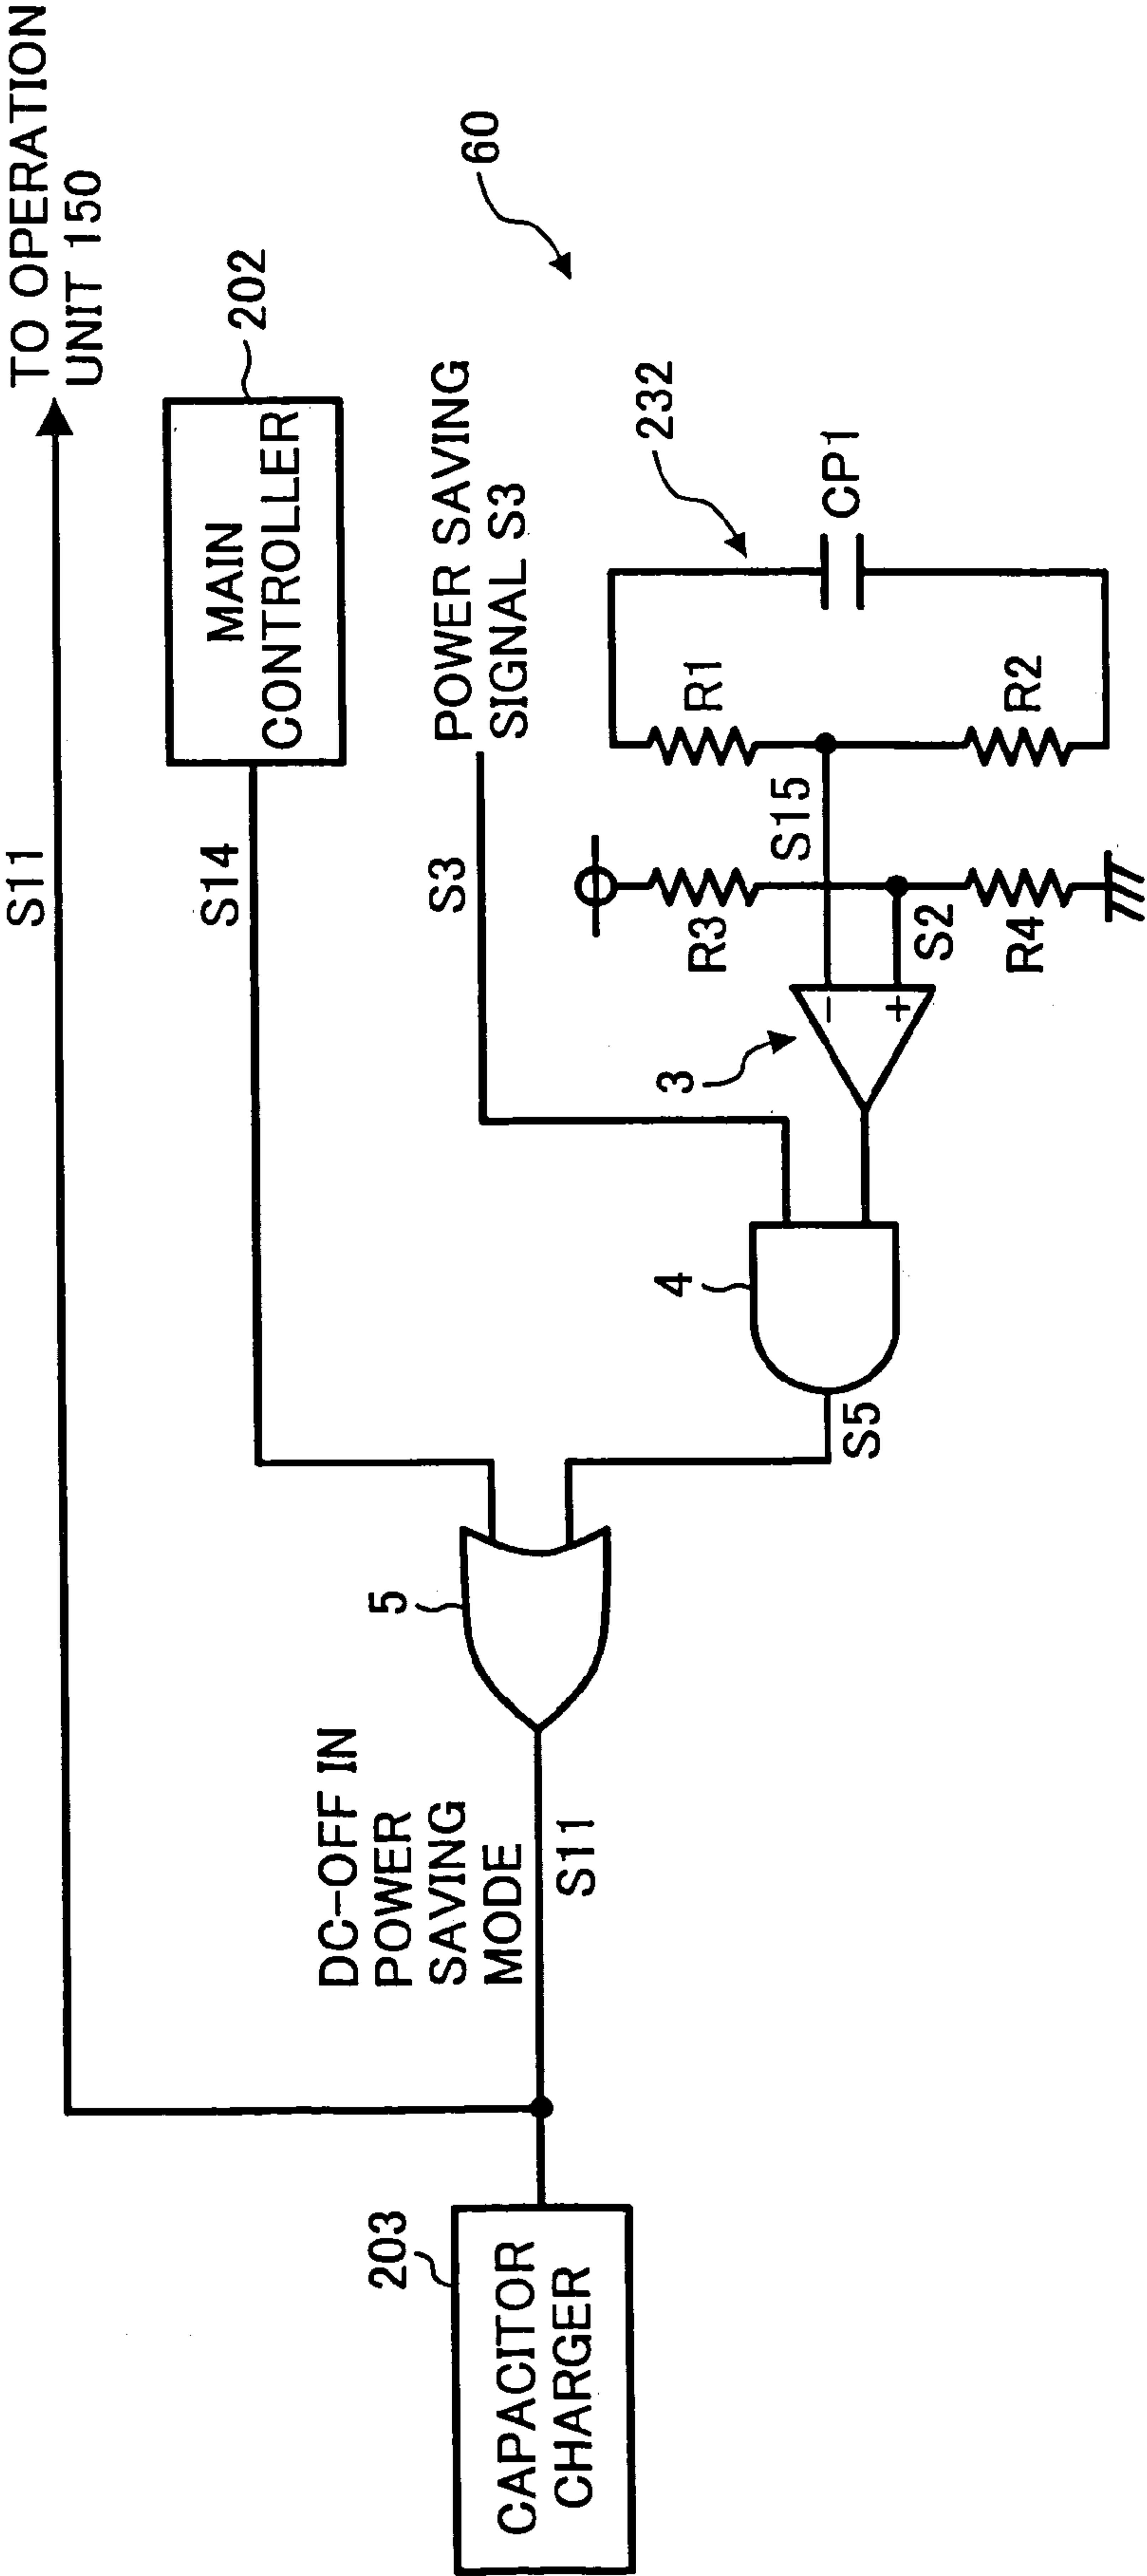 TO OPERATION
UNIT 150
S11
MAIN
CONTROLLER
202
S14
60
POWER SAVING
SIGNAL S3
S3
232
CP1
R1
R2
S15
R3
S2
R4
3
-
+
4
S5
5
DC-OFF IN
POWER
SAVING
MODE
S11
203
CAPACITOR
CHARGER